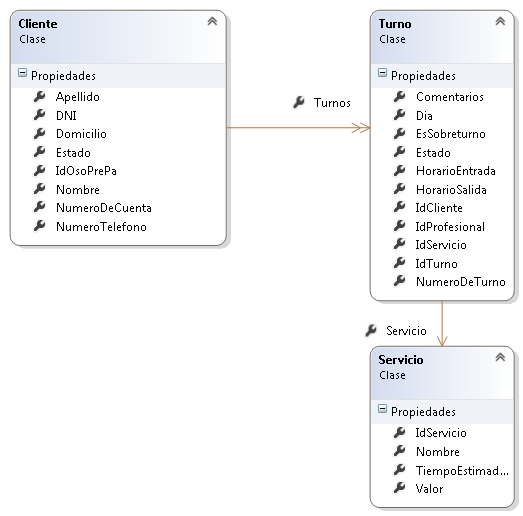 Cliente
Clase
Propiedades
Apellido
DNI
Domicilio
Estado
IdOsoPrePa
Nombre
NumeroDeCuenta
NumeroTelefono
Turnos
Turno
Clase
Propiedades
Comentarios
Dia
EsSobreturno
Estado
HorarioEntrada
HorarioSalida
IdCliente
IdProfesional
IdServicio
IdTurno
NumeroDeTurno
Servicio
Servicio
Clase
Propiedades
IdServicio
Nombre
TiempoEstimad...
Valor